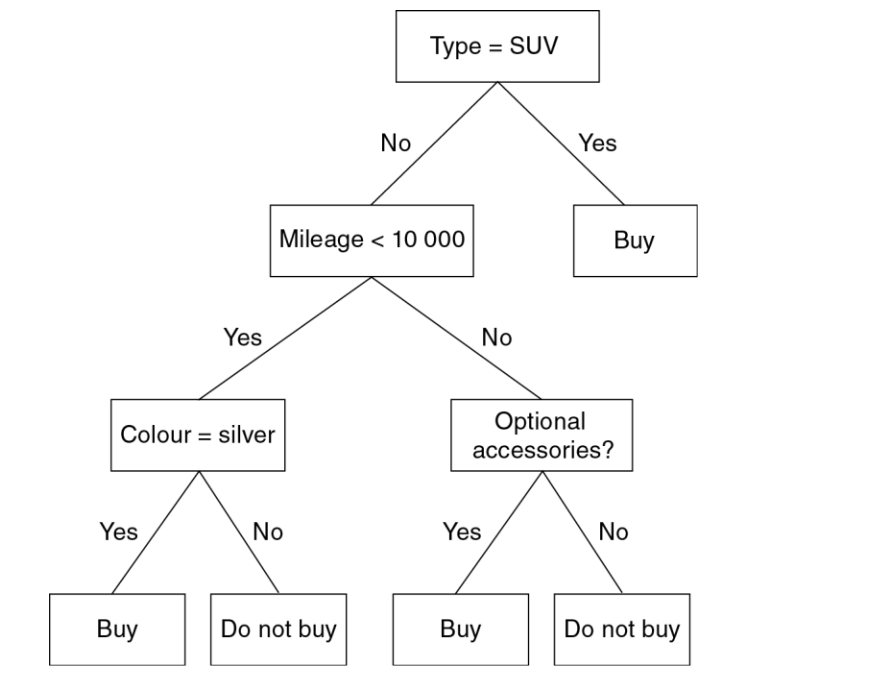 Type = SUV
No
Yes
Mileage < 10 000
Buy
Yes
No
Colour = silver
Optional
accessories?
Yes
No
Yes
No
Buy
Do not buy
Buy
Do not buy